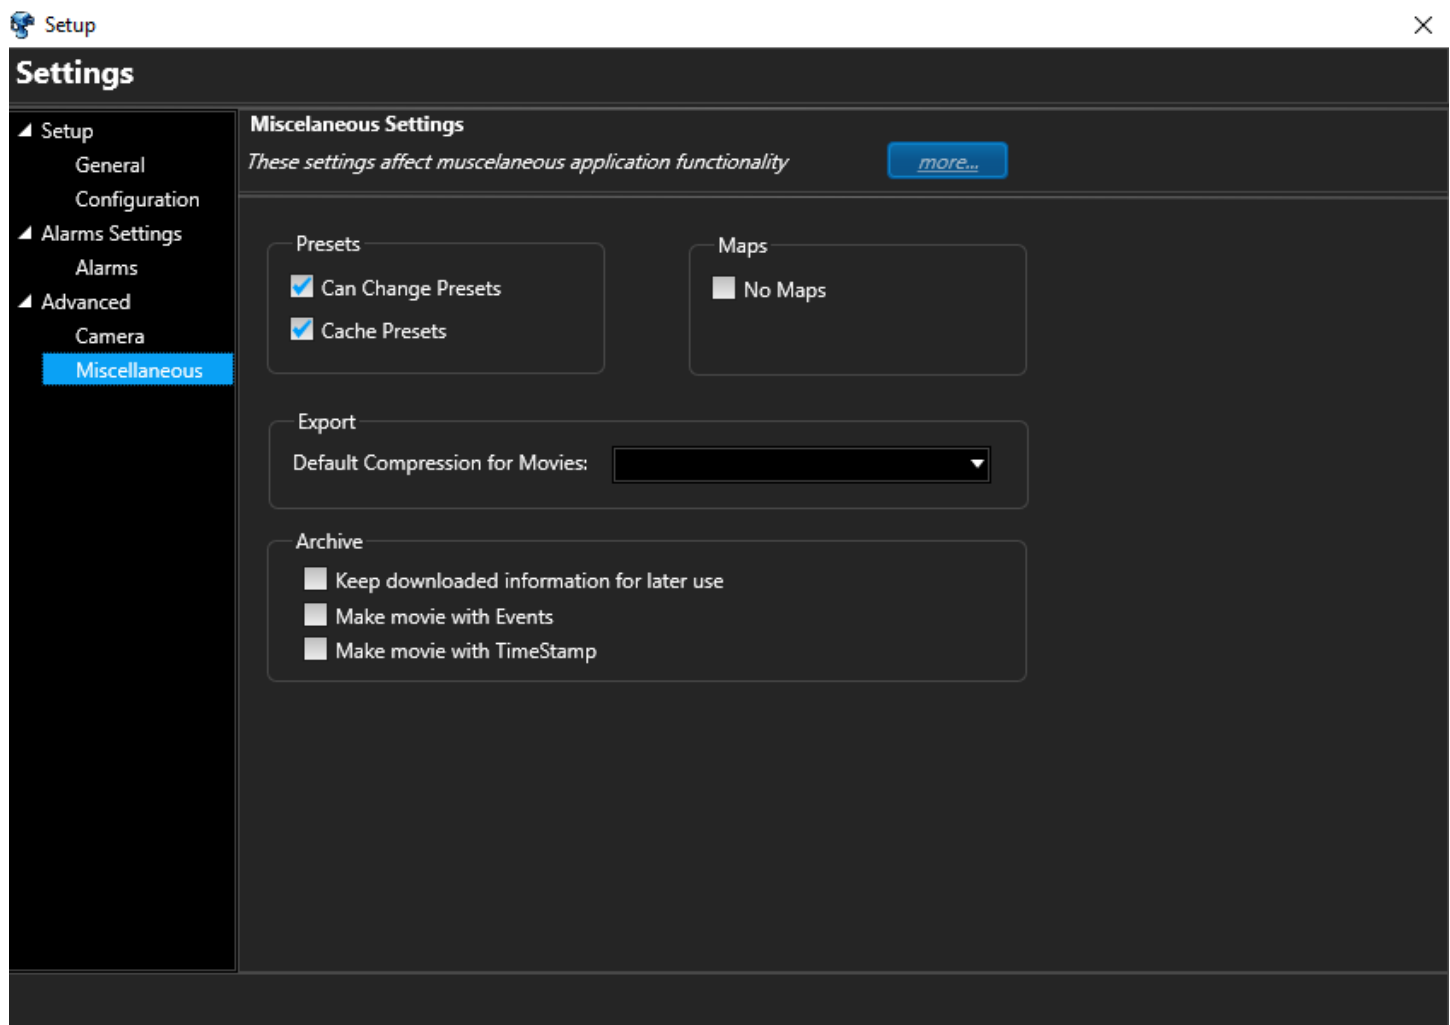 Setup
Settings
Setup
General
Configuration
Alarms Settings
Alarms
Advanced
Camera
Miscellaneous
Miscelaneous Settings
These settings affect muscelaneous application functionality
more...
Presets
Can Change Presets
Cache Presets
Maps
No Maps
Export
Default Compression for Movies:
Archive
Keep downloaded information for later use
Make movie with Events
Make movie with TimeStamp